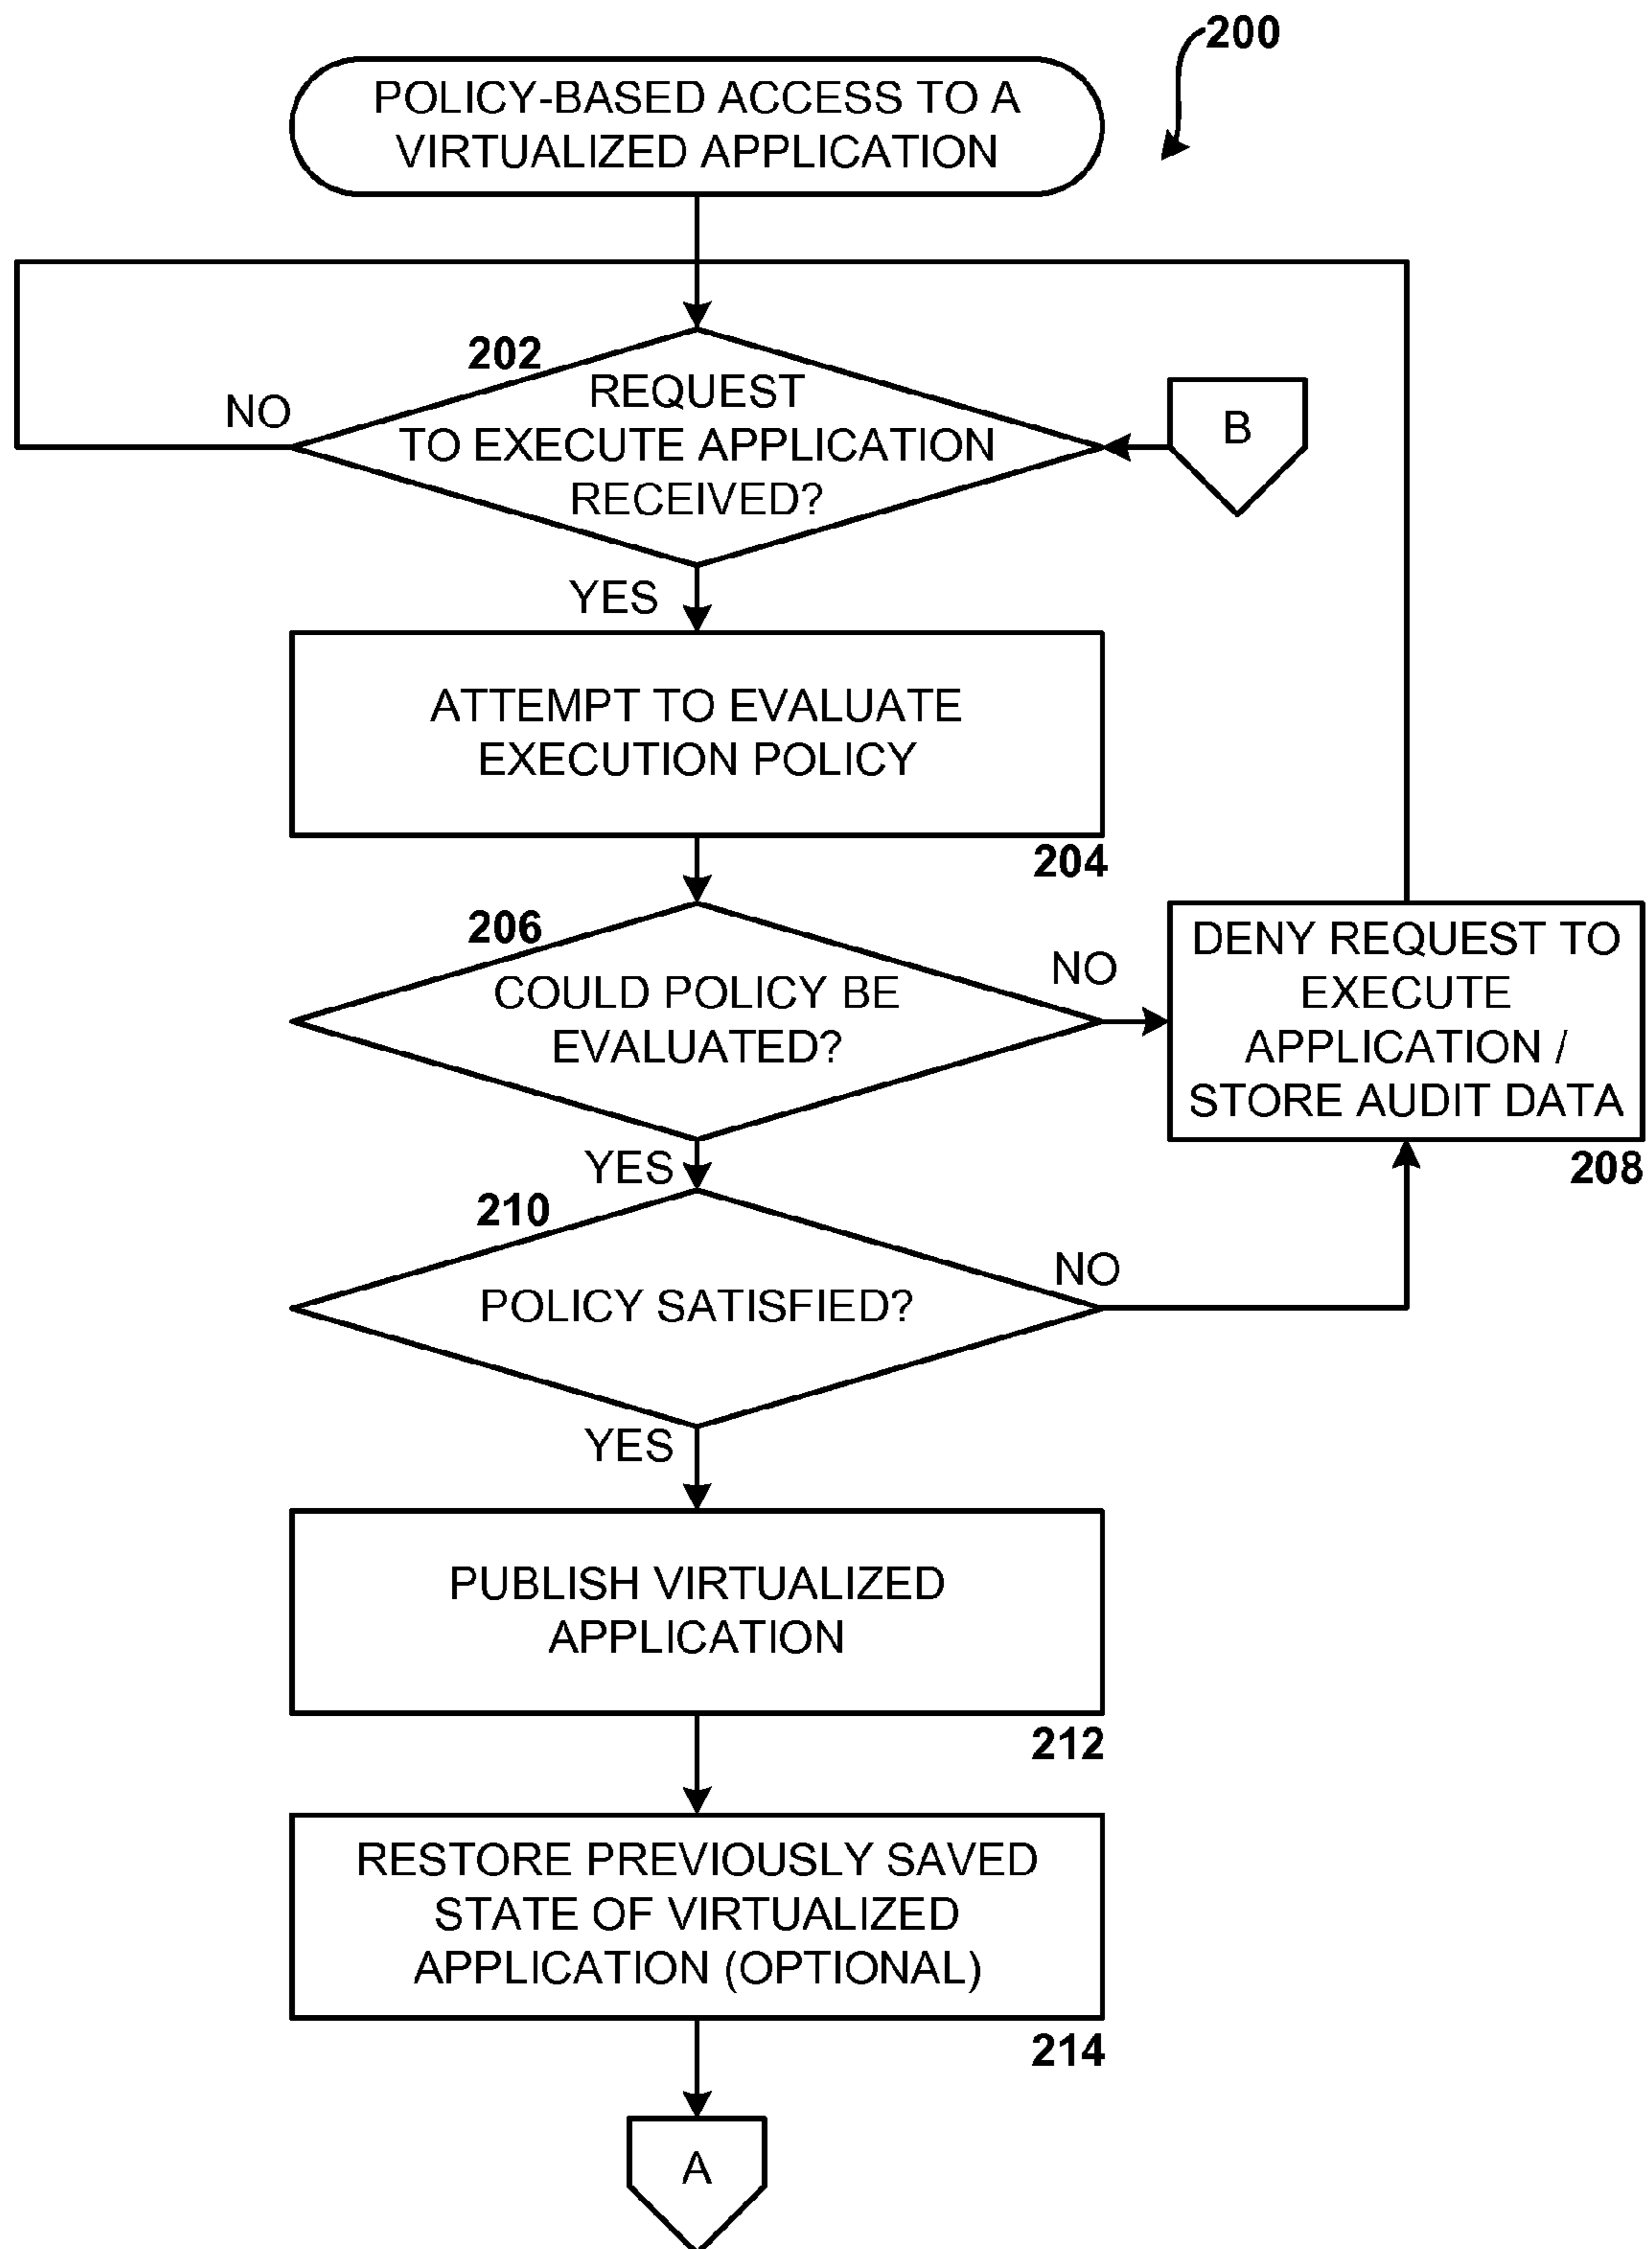 200
POLICY-BASED ACCESS TO A
VIRTUALIZED APPLICATION
202
REQUEST
TO EXECUTE APPLICATION
RECEIVED?
NO
B
YES
ATTEMPT TO EVALUATE
EXECUTION POLICY
204
206
COULD POLICY BE
EVALUATED?
NO
DENY REQUEST TO
EXECUTE
APPLICATION /
STORE AUDIT DATA
208
YES
210
POLICY SATISFIED?
NO
YES
PUBLISH VIRTUALIZED
APPLICATION
212
RESTORE PREVIOUSLY SAVED
STATE OF VIRTUALIZED
APPLICATION (OPTIONAL)
214
A